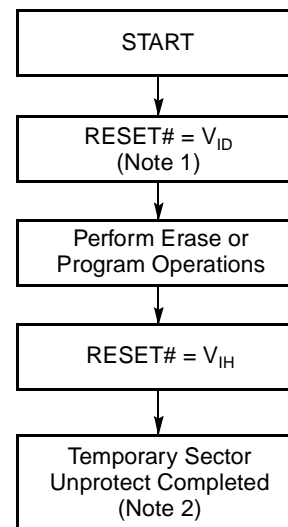 START
RESET# = V_ID
(Note 1)
Perform Erase or
Program Operations
RESET# = V_IH
Temporary Sector
Unprotect Completed
(Note 2)